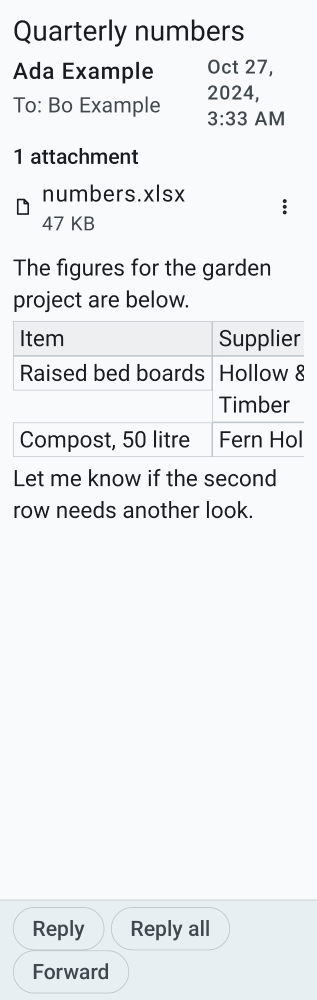 Quarterly numbers
Ada Example
Oct 27,
2024,
3:33 AM
To: Bo Example
1 attachment
numbers.xlsx
47 KB
The figures for the garden
project are below.
Item Supplier
Raised bed boards Hollow &
Timber
Compost, 50 litre Fern
Let me know if the second
row needs another look.
Reply Reply all
Forward